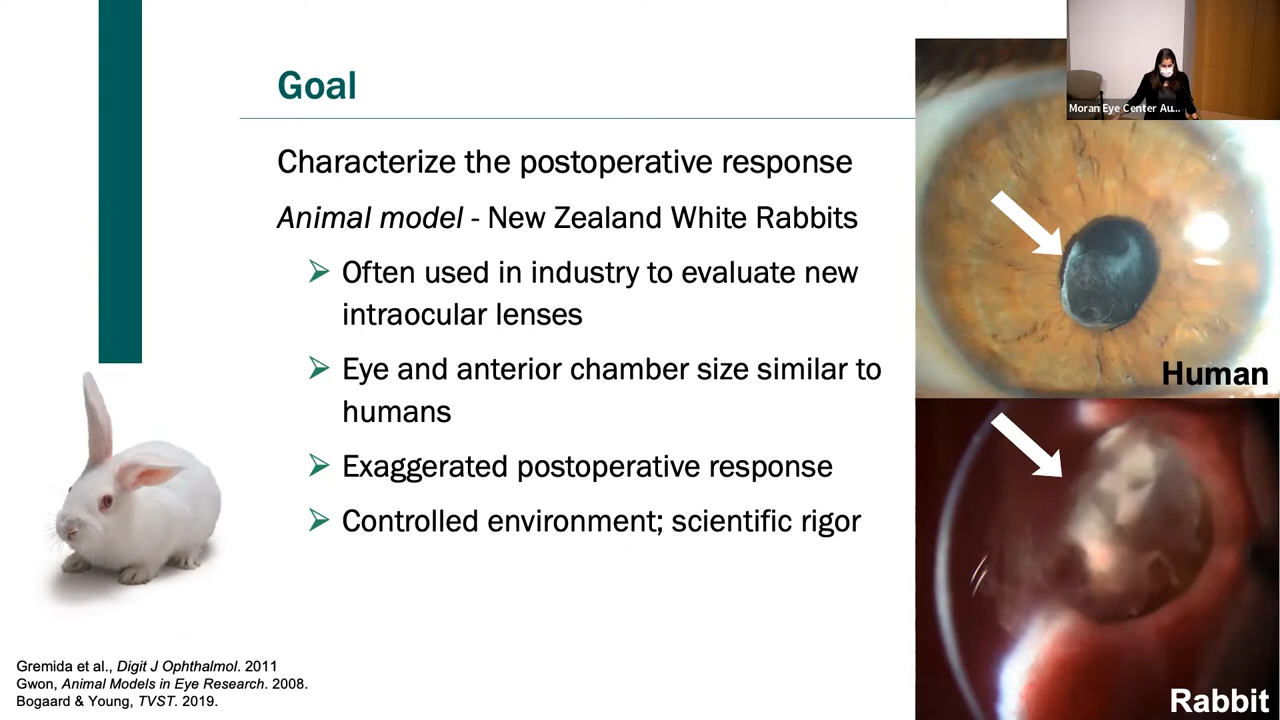 Goal
Characterize the postoperative response
Animal model - New Zealand White Rabbits
Often used in industry to evaluate new
intraocular lenses
Eye and anterior chamber size similar to
humans
Exaggerated postoperative response
Controlled environment; scientific rigor
Gremida et al., Digit J Ophthalmol. 2011
Gwon, Animal Models in Eye Research. 2008.
Bogaard & Young, TVST. 2019.
Moran Eye Center Au...
Human
Rabbit